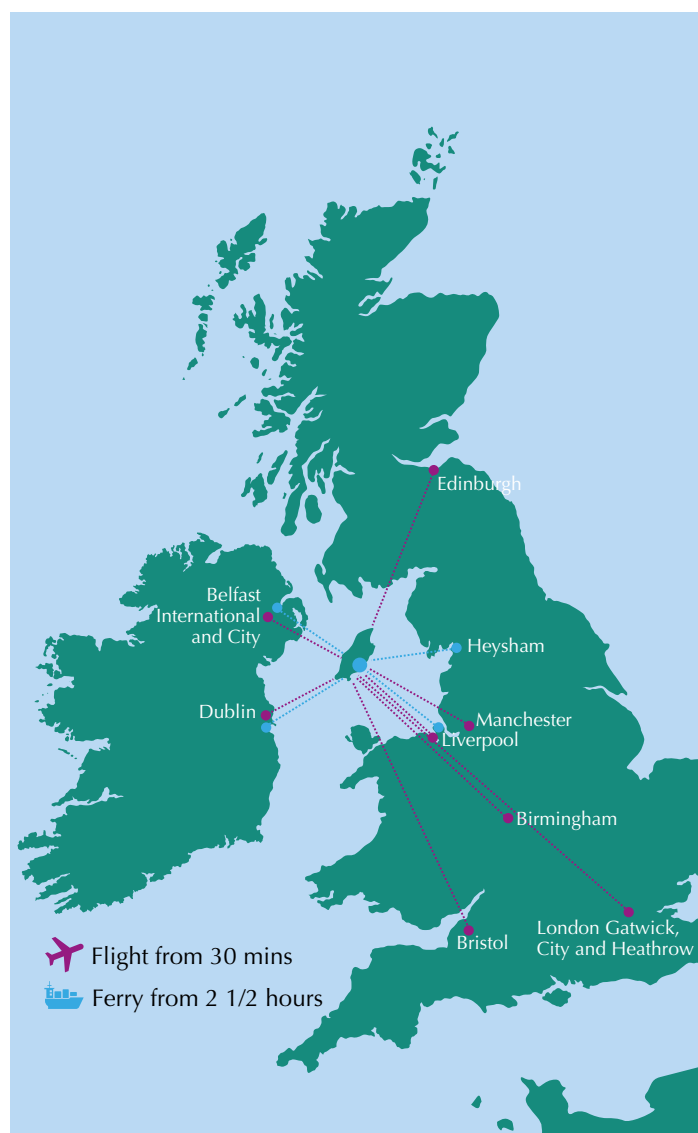 Edinburgh
Belfast
International
and City
Heysham
Dublin
Manchester
Liverpool
Birmingham
London Gatwick,
City and Heathrow
Bristol
Flight from 30 mins
Ferry from 2 1/2 hours